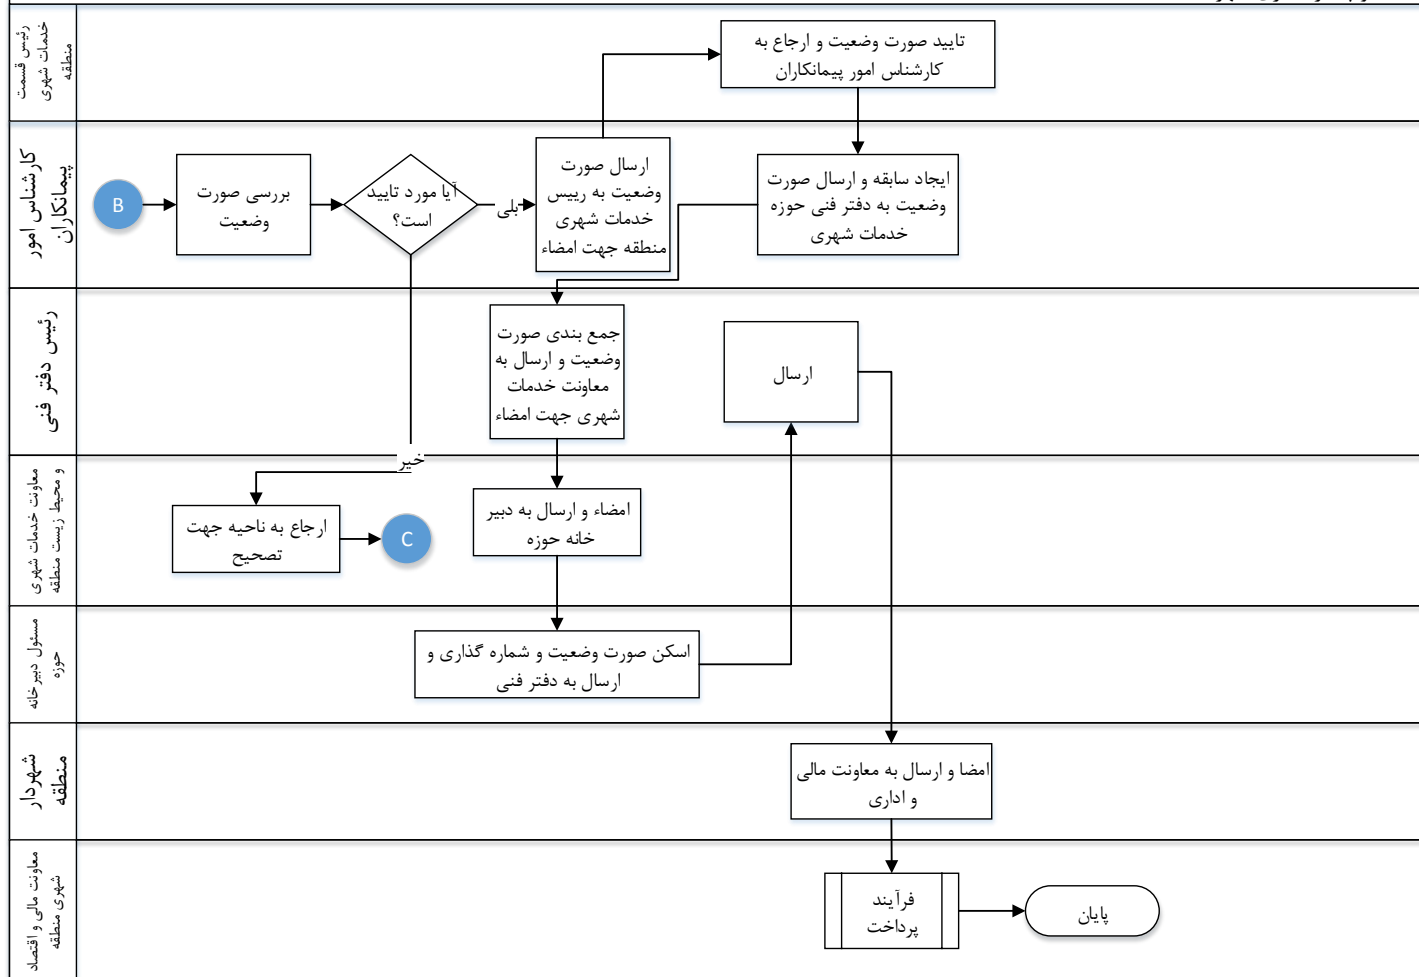 رئیس قسمت
خدمات شهری
منطقه
تایید صورت وضعیت و ارجاع به
کارشناس امور پیمانکاران
کارشناس امور
پیمانکاران
B
بررسی صورت
وضعیت
آیا مورد تایید
است؟
بلی
ارسال صورت
وضعیت به رییس
خدمات شهری
منطقه جهت امضاء
ایجاد سابقه و ارسال صورت
وضعیت به دفتر فنی حوزه
خدمات شهری
رئیس دفتر فنی
جمع بندی صورت
وضعیت و ارسال به
معاونت خدمات
شهری جهت امضاء
ارسال
خیر
معاونت خدمات شهری
و محیط زیست منطقه
ارجاع به ناحیه جهت
تصحیح
C
امضاء و ارسال به دبیر
خانه حوزه
مسئول دبیرخانه
حوزه
اسکن صورت وضعیت و شماره گذاری و
ارسال به دفتر فنی
شهردار
منطقه
امضا و ارسال به معاونت مالی
و اداری
معاونت مالی و اقتصاد
شهری منطقه
فرآیند
پرداخت
پایان